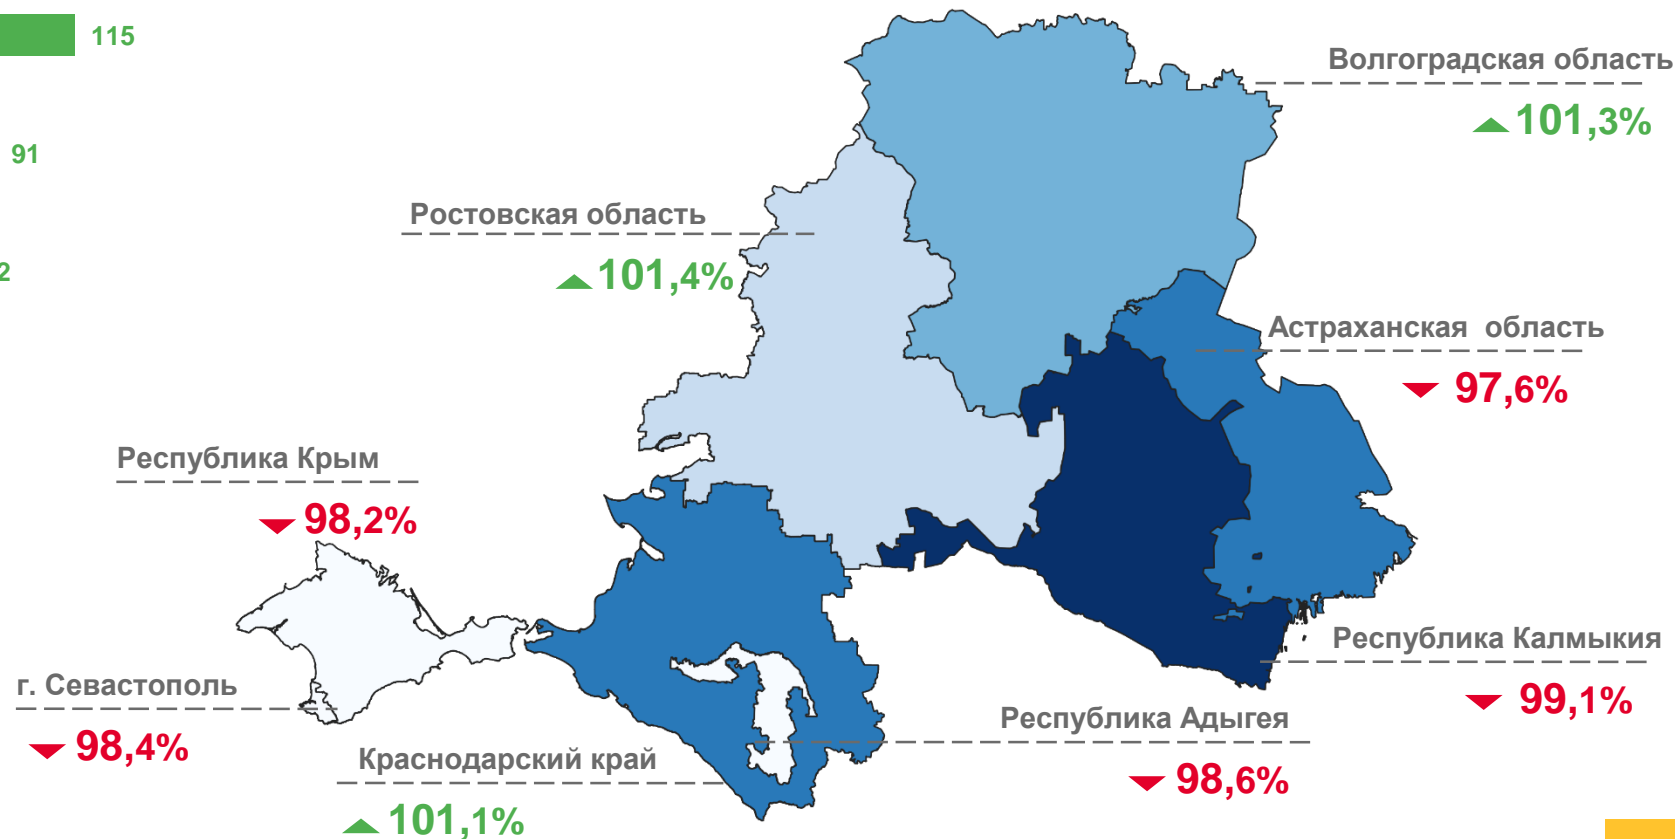 115
Волгоградская область
101,3%
91
Ростовская область
101,4%
2
Астраханская область
97,6%
Республика Крым
98,2%
Республика Калмыкия
99,1%
г. Севастополь
98,4%
Республика Адыгея
98,6%
Краснодарский край
101,1%